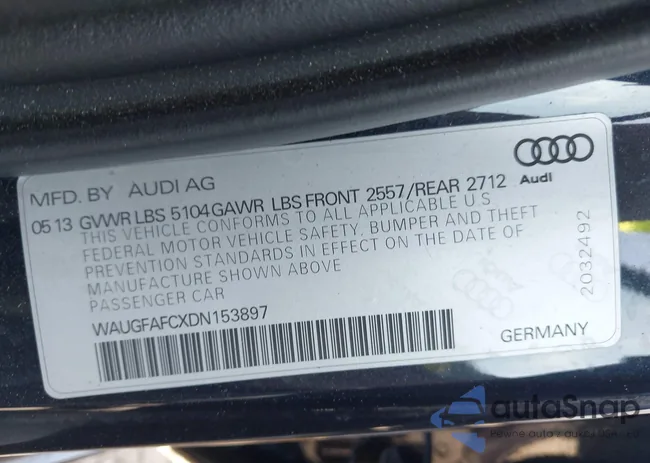 MFD. BY AUDI AG
Audi
05 13 GVWR LBS 5104 GAWR LBS FRONT 2557/REAR 2712
THIS VEHICLE CONFORMS TO ALL APPLICABLE U.S
FEDERAL MOTOR VEHICLE SAFETY, BUMPER AND THEFT
PREVENTION STANDARDS IN EFFECT ON THE DATE OF
MANUFACTURE SHOWN ABOVE
PASSENGER CAR
2032492
WAUGFAFCXDN153897
GERMANY
autoSnap
pewne auto z